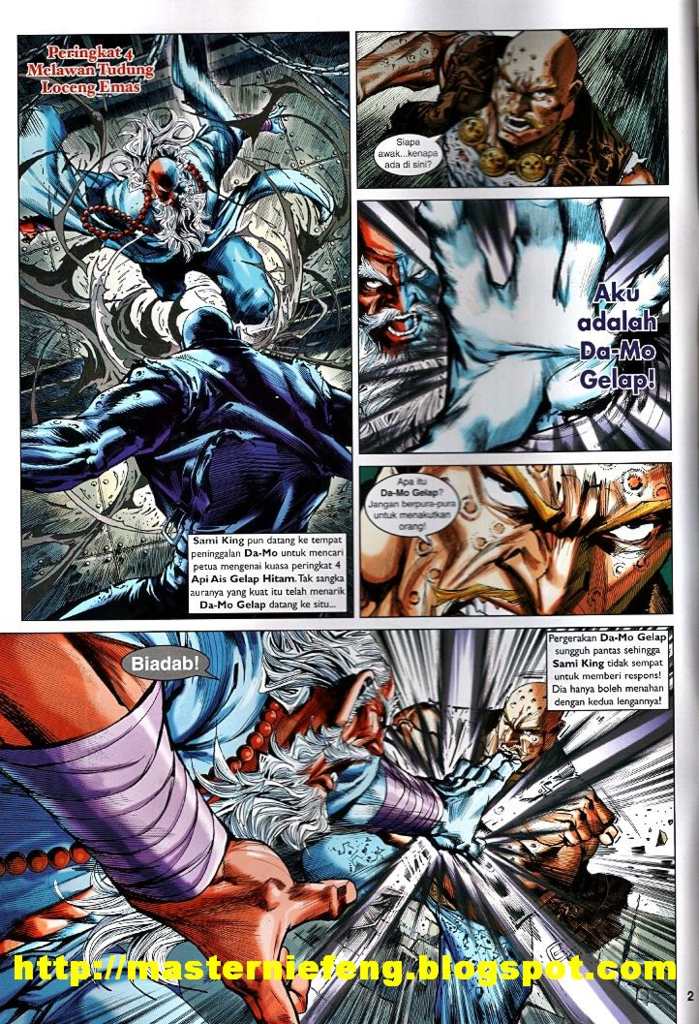 Peringkat 4
Melawan Tudung
Loceng Emas
Sami King pun datang ke tempat
peninggalan Da-Mo untuk mencari
petua mengenai kuasa peringkat 4
Api Ais Gelap Hitam. Tak sangka
auranya yang kuat itu telah menarik
Da-Mo Gelap datang ke situ...
Siapa
awak...kenapa
ada di sini?
Aku
adalah
Da-Mo
Gelap!
Apa itu
Da-Mo Gelap?
Jangan berpura-pura
untuk menakutkan
orang!
Biadab!
Pergerakan Da-Mo Gelap
sungguh pantas sehingga
Sami King tidak sempat
untuk memberi respons!
Dia hanya boleh menahan
dengan kedua lengannya!
http://masterniefeng.blogspot.com
2